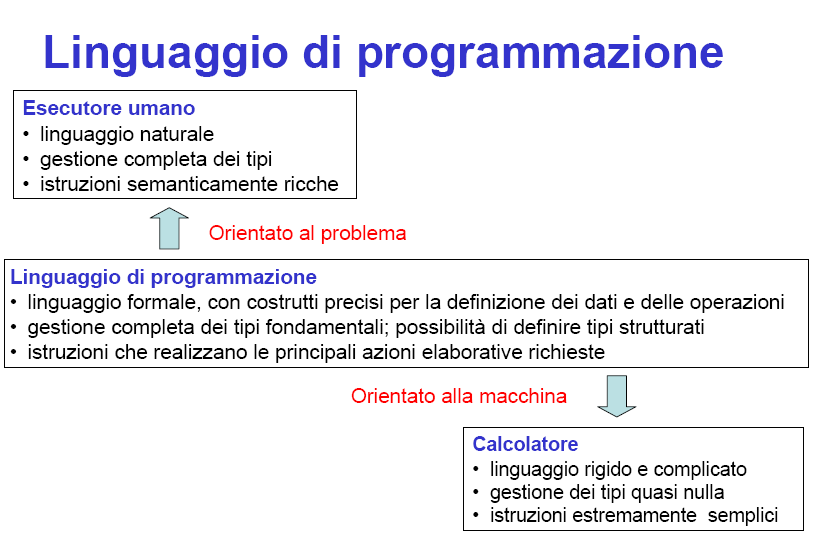 Linguaggio di programmazione
Esecutore umano
• linguaggio naturale
• gestione completa dei tipi
• istruzioni semanticamente ricche
Orientato al problema
Linguaggio di programmazione
• linguaggio formale, con costrutti precisi per la definizione dei dati e delle operazioni
• gestione completa dei tipi fondamentali; possibilità di definire tipi strutturati
• istruzioni che realizzano le principali azioni elaborative richieste
Orientato alla macchina
Calcolatore
• linguaggio rigido e complicato
• gestione dei tipi quasi nulla
• istruzioni estremamente semplici